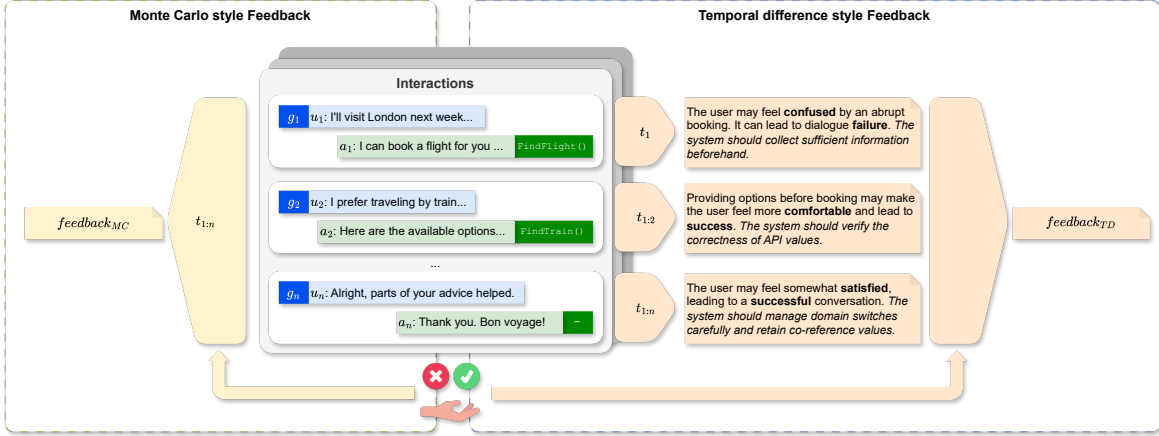 Monte Carlo style Feedback
Temporal difference style Feedback
Interactions
g₁ u₁: I'll visit London next week...
a₁: I can book a flight for you ... FindFlight()
g₂ u₂: I prefer traveling by train...
a₂: Here are the available options... FindTrain()
...
gₙ uₙ: Alright, parts of your advice helped.
aₙ: Thank you. Bon voyage! –
feedback_MC
t₁:ₙ
t₁
The user may feel confused by an abrupt
booking. It can lead to dialogue failure. The
system should collect sufficient information
beforehand.
t₁:₂
Providing options before booking may make
the user feel more comfortable and lead to
success. The system should verify the
correctness of API values.
t₁:ₙ
The user may feel somewhat satisfied,
leading to a successful conversation. The
system should manage domain switches
carefully and retain co-reference values.
feedback_TD